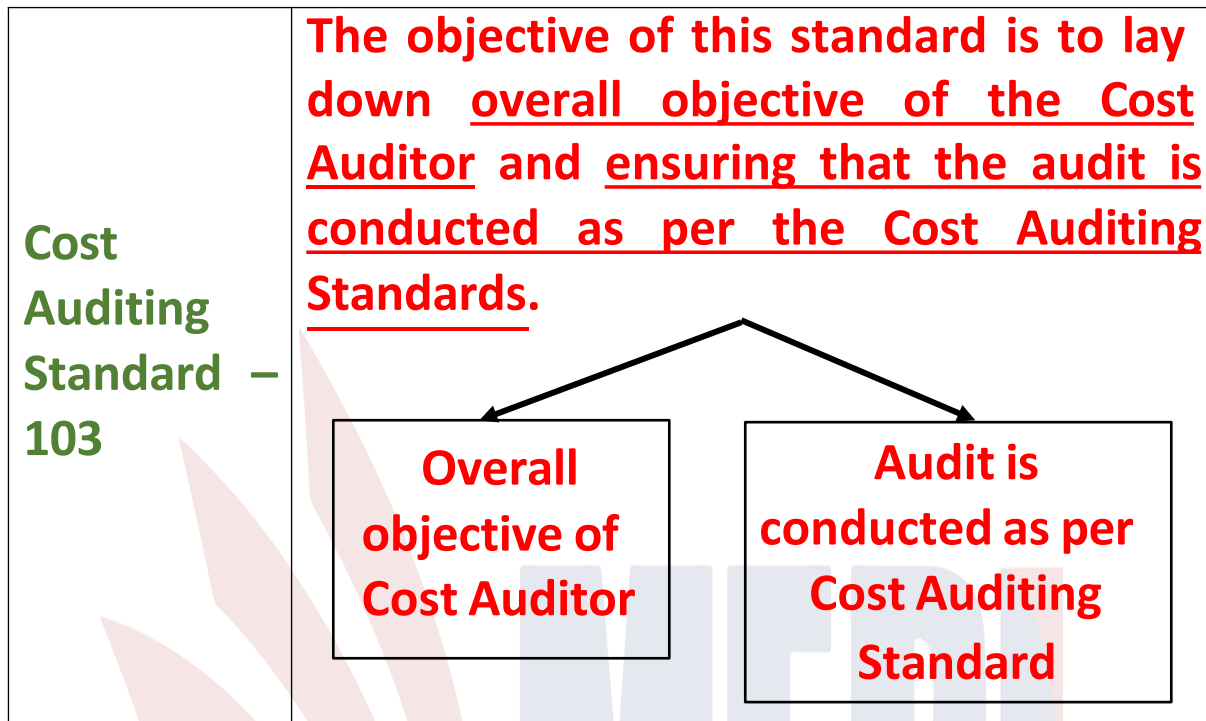 Cost
Auditing
Standard –
103
The objective of this standard is to lay
down overall objective of the Cost
Auditor and ensuring that the audit is
conducted as per the Cost Auditing
Standards.
Overall
objective of
Cost Auditor
Audit is
conducted as per
Cost Auditing
Standard